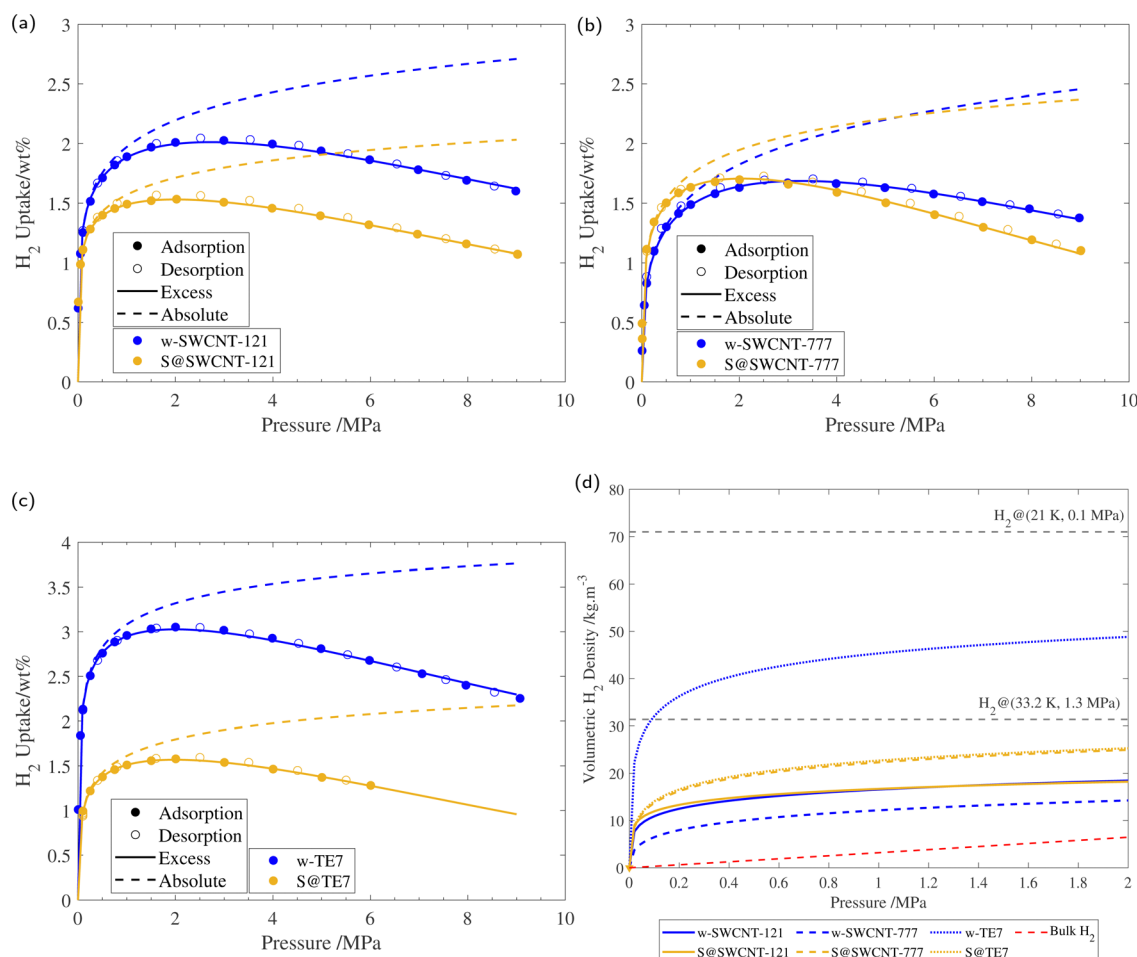 (a)
3
2.5
2
1.5
1
0.5
0
H2 Uptake/wt%
Adsorption
Desorption
Excess
Absolute
w-SWCNT-121
S@SWCNT-121
0 2 4 6 8 10
Pressure /MPa
(b)
3
2.5
2
1.5
1
0.5
0
H2 Uptake/wt%
Adsorption
Desorption
Excess
Absolute
w-SWCNT-777
S@SWCNT-777
0 2 4 6 8 10
Pressure /MPa
(c)
4
3.5
3
2.5
2
1.5
1
0.5
0
H2 Uptake/wt%
Adsorption
Desorption
Excess
Absolute
w-TE7
S@TE7
0 2 4 6 8 10
Pressure /MPa
(d)
80
70
60
50
40
30
20
10
0
Volumetric H2 Density /kg.m-3
H2@(21 K, 0.1 MPa)
H2@(33.2 K, 1.3 MPa)
0 0.2 0.4 0.6 0.8 1 1.2 1.4 1.6 1.8 2
Pressure /MPa
w-SWCNT-121 w-SWCNT-777 w-TE7 Bulk H2
S@SWCNT-121 S@SWCNT-777 S@TE7